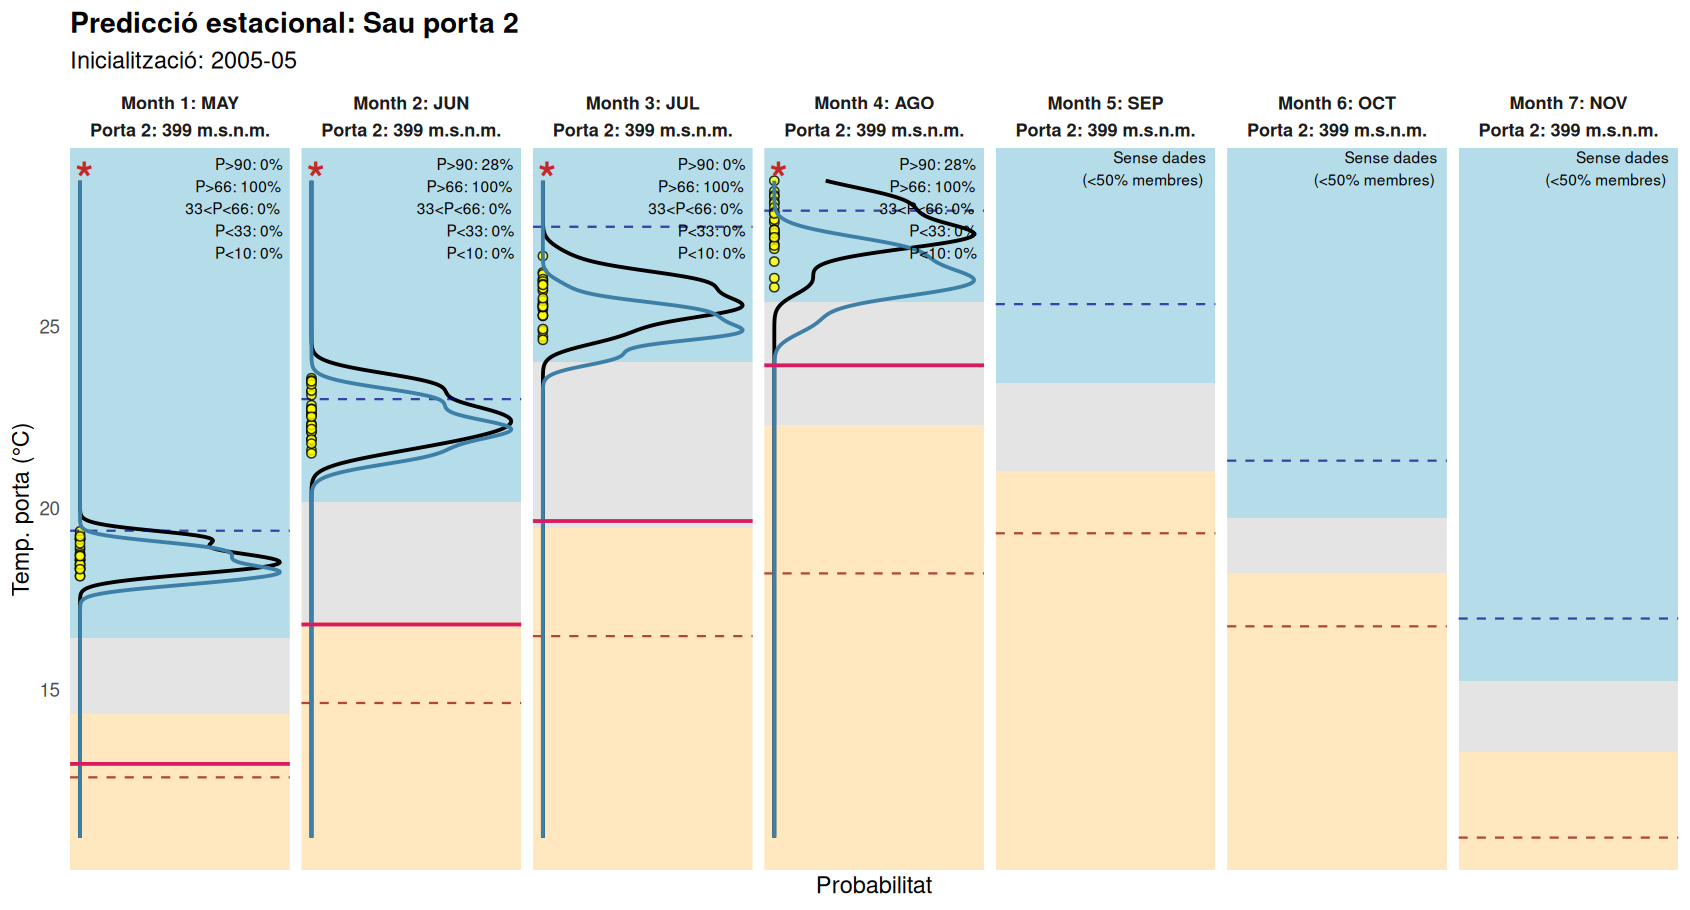 Predicció estacional: Sau porta 2
Inicialització: 2005-05
Month 1: MAY
Porta 2: 399 m.s.n.m.
Month 2: JUN
Porta 2: 399 m.s.n.m.
Month 3: JUL
Porta 2: 399 m.s.n.m.
Month 4: AGO
Porta 2: 399 m.s.n.m.
Month 5: SEP
Porta 2: 399 m.s.n.m.
Month 6: OCT
Porta 2: 399 m.s.n.m.
Month 7: NOV
Porta 2: 399 m.s.n.m.
*
P>90: 0%
P>66: 100%
33<P<66: 0%
P<33: 0%
P<10: 0%
*
P>90: 28%
P>66: 100%
33<P<66: 0%
P<33: 0%
P<10: 0%
*
P>90: 0%
P>66: 100%
33<P<66: 0%
P<33: 0%
P<10: 0%
*
P>90: 28%
P>66: 100%
33<P<66: 0%
P<33: 0%
P<10: 0%
Sense dades
(<50% membres)
Sense dades
(<50% membres)
Sense dades
(<50% membres)
25
20
15
Temp. porta (°C)
Probabilitat